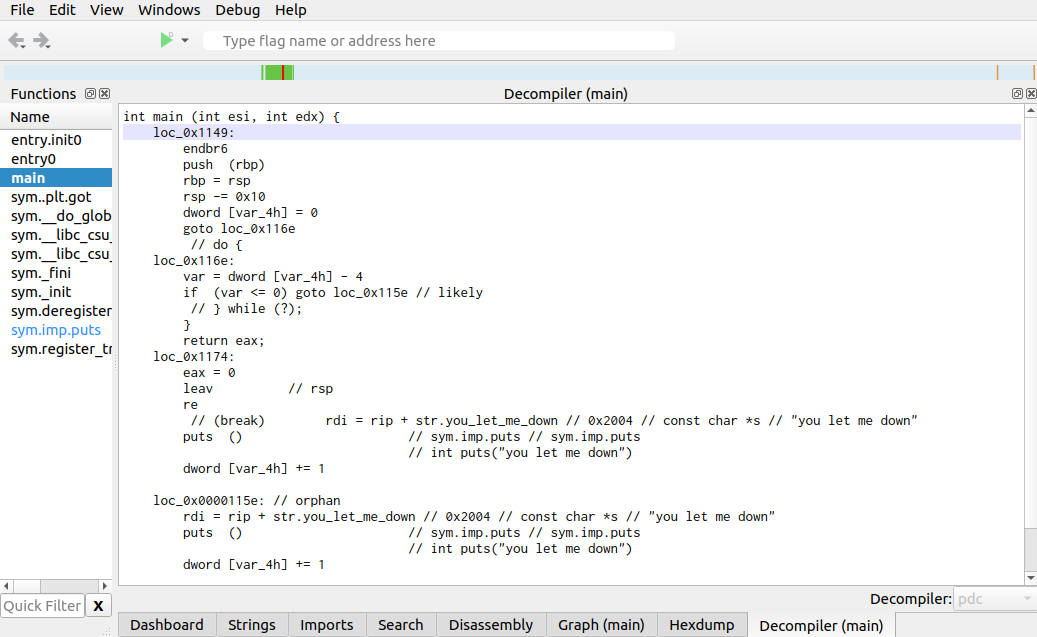 File Edit View Windows Debug Help
Type flag name or address here
Functions
Name
entry.init0
entry0
main
sym..plt.got
sym.__do_glob
sym.__libc_csu_
sym.__libc_csu_
sym._fini
sym._init
sym.deregister
sym.imp.puts
sym.register_tr
Quick Filter X
Decompiler (main)
int main (int esi, int edx) {
loc_0x1149:
endbr6
push (rbp)
rbp = rsp
rsp -= 0x10
dword [var_4h] = 0
goto loc_0x116e
// do {
loc_0x116e:
var = dword [var_4h] - 4
if (var <= 0) goto loc_0x115e // likely
// } while (?);
}
return eax;
loc_0x1174:
eax = 0
leav // rsp
re
// (break) rdi = rip + str.you_let_me_down // 0x2004 // const char *s // "you let me down"
puts () // sym.imp.puts // sym.imp.puts
// int puts("you let me down")
dword [var_4h] += 1
loc_0x0000115e: // orphan
rdi = rip + str.you_let_me_down // 0x2004 // const char *s // "you let me down"
puts () // sym.imp.puts // sym.imp.puts
// int puts("you let me down")
dword [var_4h] += 1
Decompiler: pdc
Dashboard Strings Imports Search Disassembly Graph (main) Hexdump Decompiler (main)